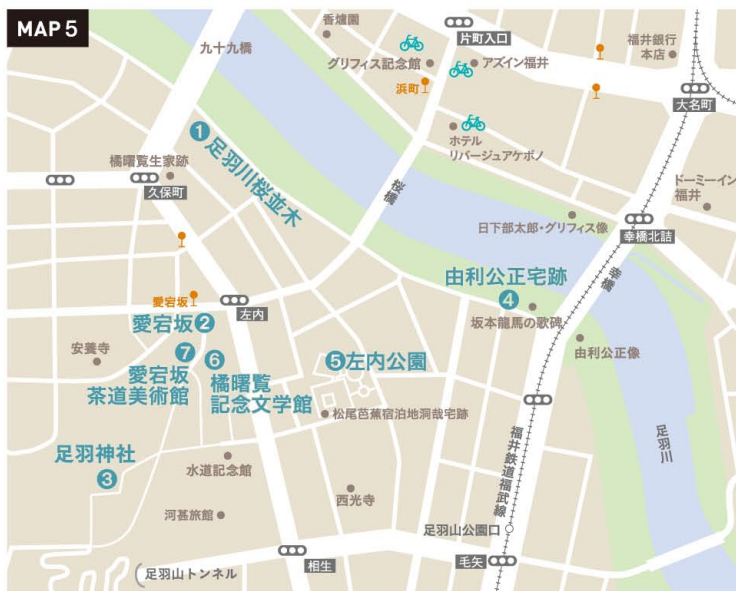 MAP 5
九十九橋
香爐園
グリフィス記念館
片町入口
アズイン福井
浜町
福井銀行
本店
大名町
ホテル
リバージュアケボノ
ドーミーイン
福井
橘曙覧生家跡
久保町
1
足羽川桜並木
桜橋
日下部太郎・グリフィス像
幸橋北詰
幸橋
由利公正宅跡
4
坂本龍馬の歌碑
由利公正像
愛宕坂
左内
愛宕坂2
安養寺
7
愛宕坂
茶道美術館
6
橘曙覧
記念文学館
5左内公園
松尾芭蕉宿泊地洞哉宅跡
足羽神社
3
水道記念館
西光寺
河甚旅館
福井鉄道福武線
足羽川
足羽山公園口
足羽山トンネル
相生
毛矢